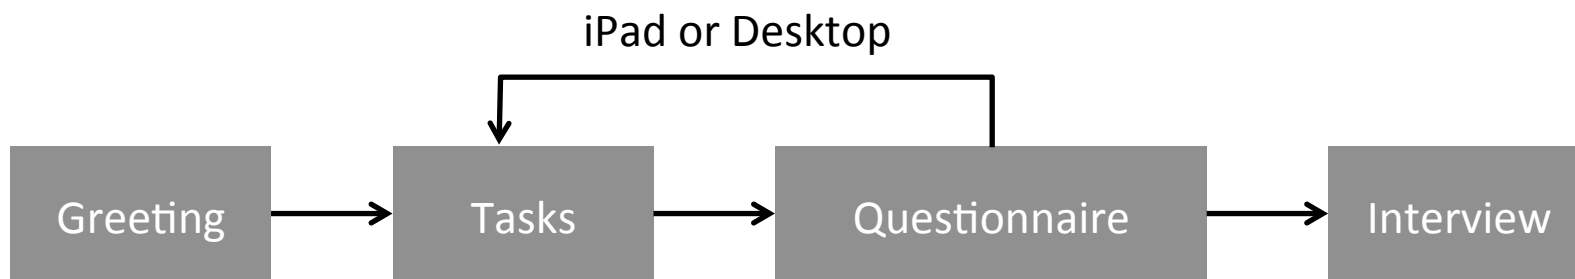 iPad or Desktop
Greeting
Tasks
Questionnaire
Interview